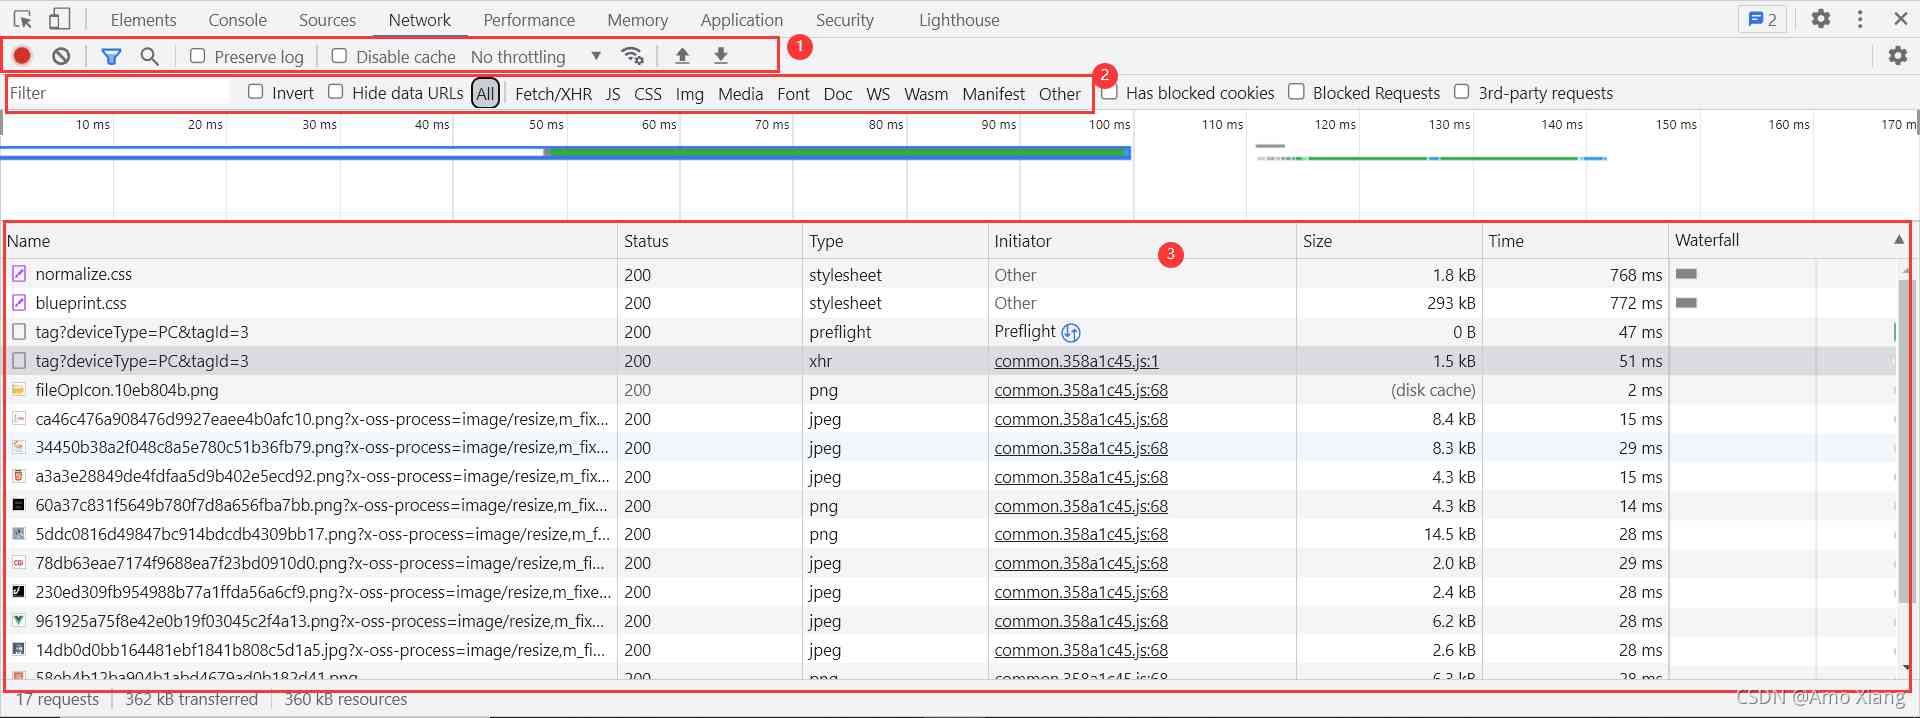 Elements Console Sources Network Performance Memory Application Security Lighthouse 2
Preserve log Disable cache No throttling 1
Filter Invert Hide data URLs All Fetch/XHR JS CSS Img Media Font Doc WS Wasm Manifest Other 2 Has blocked cookies Blocked Requests 3rd-party requests
10 ms 20 ms 30 ms 40 ms 50 ms 60 ms 70 ms 80 ms 90 ms 100 ms 110 ms 120 ms 130 ms 140 ms 150 ms 160 ms 170 m
Name Status Type Initiator 3 Size Time Waterfall
normalize.css 200 stylesheet Other 1.8 kB 768 ms
blueprint.css 200 stylesheet Other 293 kB 772 ms
tag?deviceType=PC&tagId=3 200 preflight Preflight 0 B 47 ms
tag?deviceType=PC&tagId=3 200 xhr common.358a1c45.js:1 1.5 kB 51 ms
fileOpIcon.10eb804b.png 200 png common.358a1c45.js:68 (disk cache) 2 ms
ca46c476a908476d9927eaee4b0afc10.png?x-oss-process=image/resize,m_fix... 200 jpeg common.358a1c45.js:68 8.4 kB 15 ms
34450b38a2f048c8a5e780c51b36fb79.png?x-oss-process=image/resize,m_fix... 200 jpeg common.358a1c45.js:68 8.3 kB 29 ms
a3a3e28849de4fdfaa5d9b402e5ecd92.png?x-oss-process=image/resize,m_fix... 200 jpeg common.358a1c45.js:68 4.3 kB 15 ms
60a37c831f5649b780f7d8a656fba7bb.png?x-oss-process=image/resize,m_fix... 200 png common.358a1c45.js:68 4.3 kB 14 ms
5ddc0816d49847bc914bdcdb4309bb17.png?x-oss-process=image/resize,m_f... 200 png common.358a1c45.js:68 14.5 kB 28 ms
78db63eae7174f9688ea7f23bd0910d0.png?x-oss-process=image/resize,m_fi... 200 jpeg common.358a1c45.js:68 2.0 kB 29 ms
230ed309fb954988b77a1ffda56a6cf9.png?x-oss-process=image/resize,m_fixe... 200 jpeg common.358a1c45.js:68 2.4 kB 28 ms
961925a75f8e42e0b19f03045c2f4a13.png?x-oss-process=image/resize,m_fix... 200 jpeg common.358a1c45.js:68 6.2 kB 28 ms
14db0d0bb164481ebf1841b808c5d1a5.jpg?x-oss-process=image/resize,m_fi... 200 jpeg common.358a1c45.js:68 2.6 kB 28 ms
200 png common.358a1c45.js:68 6.3 kB 28 ms
17 requests 362 kB transferred 360 kB resources
CSDN @Amo Xiang